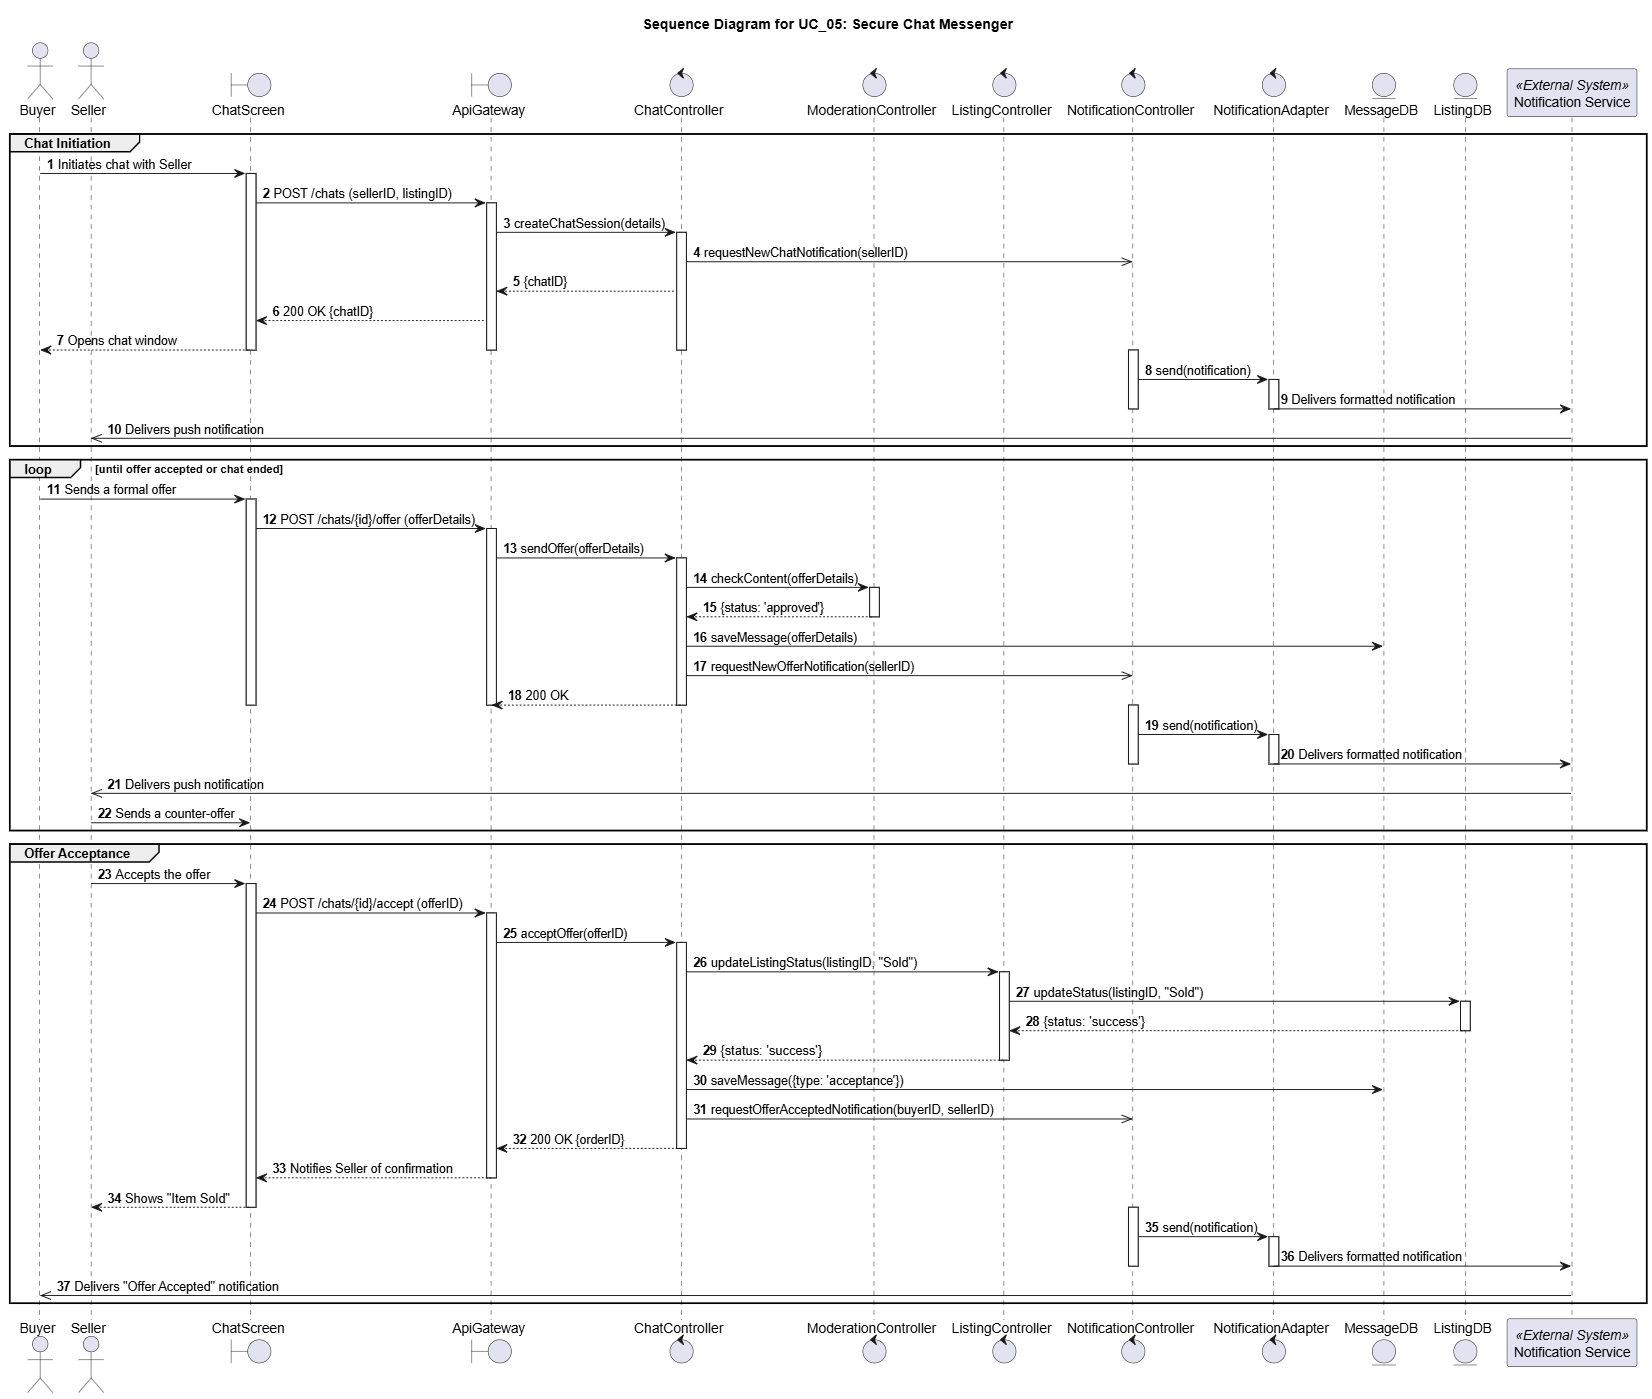 Sequence Diagram for UC_05: Secure Chat Messenger
Buyer
Seller
ChatScreen
ApiGateway
ChatController
ModerationController
ListingController
NotificationController
NotificationAdapter
MessageDB
ListingDB
«External System»
Notification Service
Chat Initiation
1 Initiates chat with Seller
2 POST /chats (sellerID, listingID)
3 createChatSession(details)
4 requestNewChatNotification(sellerID)
5 {chatID}
6 200 OK {chatID}
7 Opens chat window
8 send(notification)
9 Delivers formatted notification
10 Delivers push notification
loop [until offer accepted or chat ended]
11 Sends a formal offer
12 POST /chats/{id}/offer (offerDetails)
13 sendOffer(offerDetails)
14 checkContent(offerDetails)
15 {status: 'approved'}
16 saveMessage(offerDetails)
17 requestNewOfferNotification(sellerID)
18 200 OK
19 send(notification)
20 Delivers formatted notification
21 Delivers push notification
22 Sends a counter-offer
Offer Acceptance
23 Accepts the offer
24 POST /chats/{id}/accept (offerID)
25 acceptOffer(offerID)
26 updateListingStatus(listingID, "Sold")
27 updateStatus(listingID, "Sold")
28 {status: 'success'}
29 {status: 'success'}
30 saveMessage({type: 'acceptance'})
31 requestOfferAcceptedNotification(buyerID, sellerID)
32 200 OK {orderID}
33 Notifies Seller of confirmation
34 Shows "Item Sold"
35 send(notification)
36 Delivers formatted notification
37 Delivers "Offer Accepted" notification
Buyer
Seller
ChatScreen
ApiGateway
ChatController
ModerationController
ListingController
NotificationController
NotificationAdapter
MessageDB
ListingDB
«External System»
Notification Service